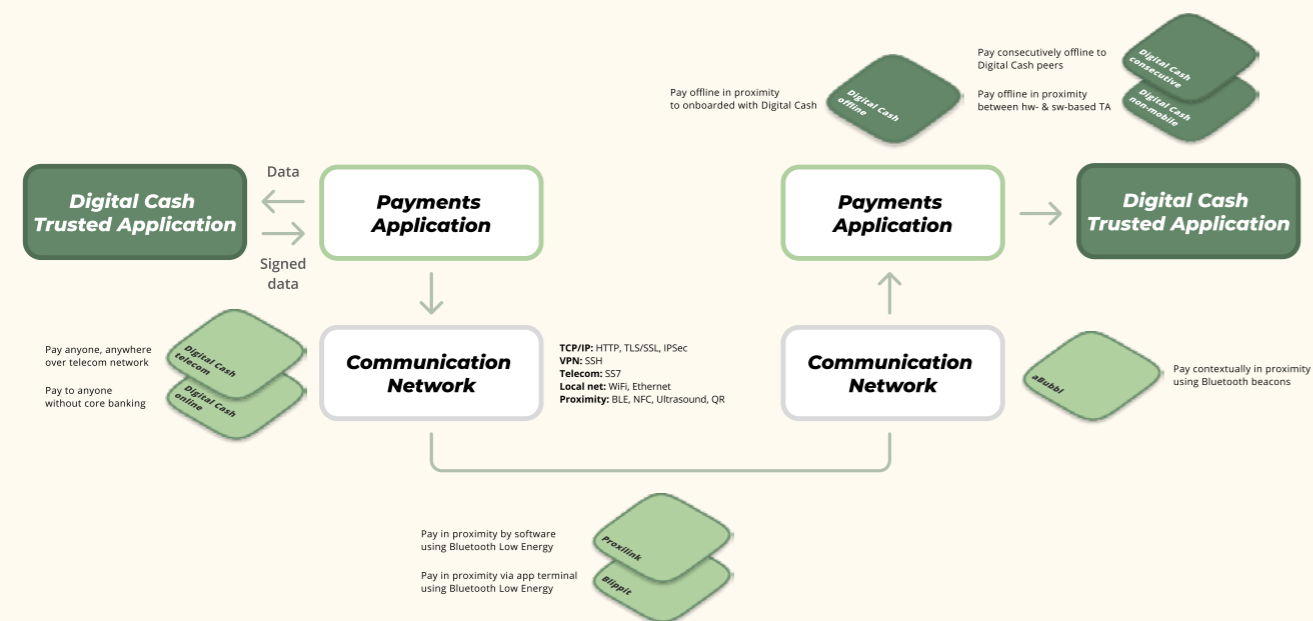 Pay consecutively offline to
Digital Cash peers
Pay offline in proximity
between hw- & sw-based TA
Digital Cash
consecutive
Digital Cash
non-mobile
Pay offline in proximity
to onboarded with Digital Cash
Digital Cash
offline
Digital Cash
Trusted Application
Data
Signed
data
Payments
Application
Payments
Application
Digital Cash
Trusted Application
Pay anyone, anywhere
over telecom network
Pay to anyone
without core banking
Digital Cash
telecom
Digital Cash
online
Communication
Network
TCP/IP: HTTP, TLS/SSL, IPSec
VPN: SSH
Telecom: SS7
Local net: WiFi, Ethernet
Proximity: BLE, NFC, Ultrasound, QR
Communication
Network
aBubbl
Pay contextually in proximity
using Bluetooth beacons
Pay in proximity by software
using Bluetooth Low Energy
Pay in proximity via app terminal
using Bluetooth Low Energy
Proxilink
Blippit